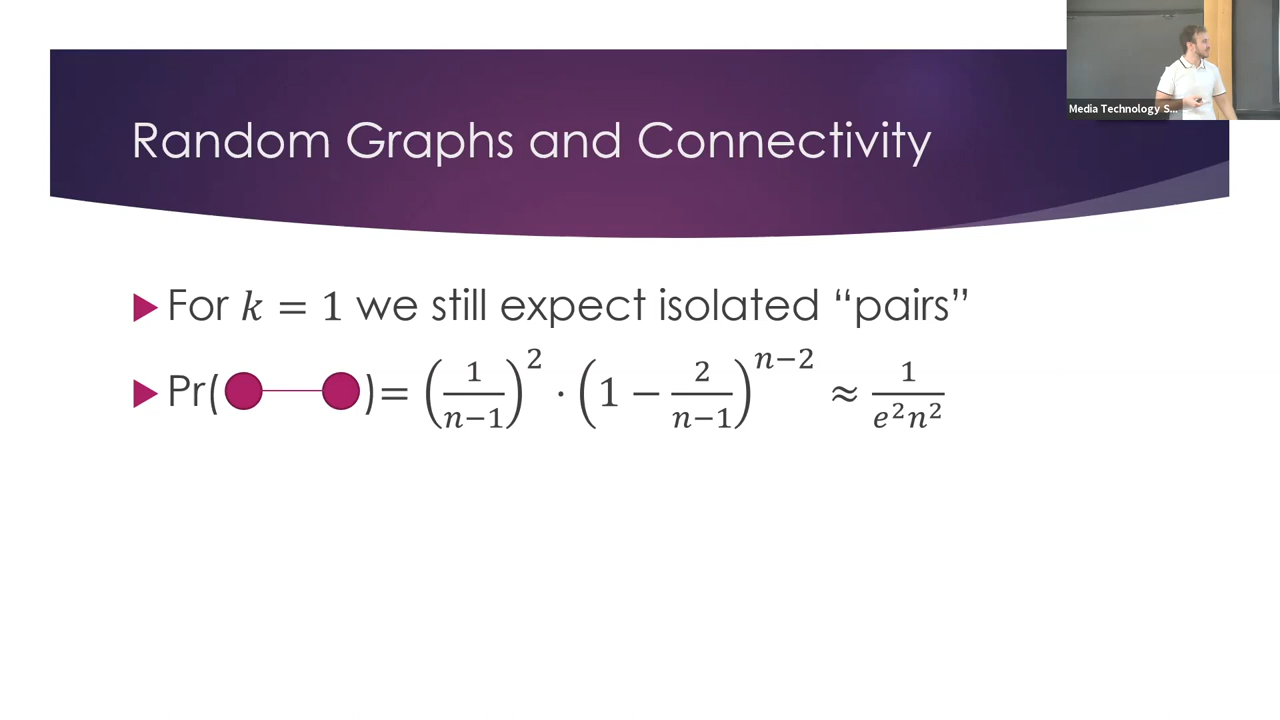 Media Technology S...
Random Graphs and Connectivity
For k = 1 we still expect isolated “pairs”
Pr( )= (1/(n−1))^2 · (1 − 2/(n−1))^(n−2) ≈ 1/(e^2 n^2)